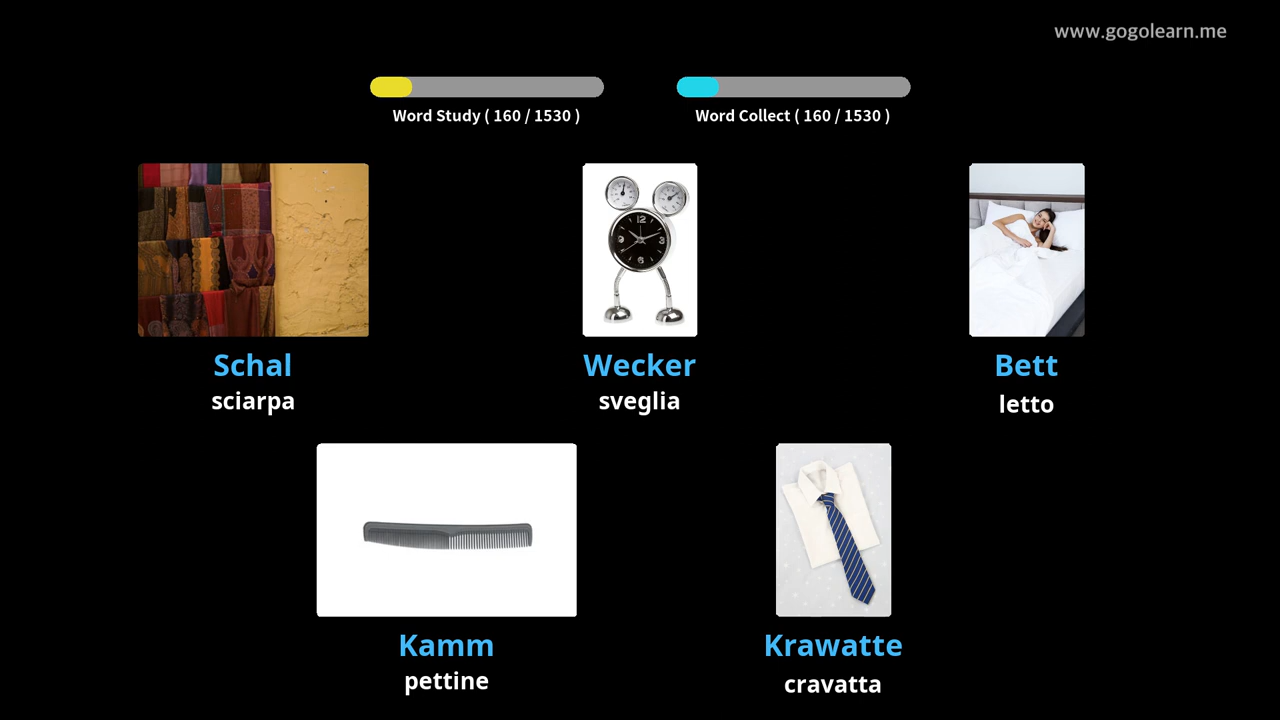 www.gogolearn.me
Word Study ( 160 / 1530 )
Word Collect ( 160 / 1530 )
Schal
sciarpa
Wecker
sveglia
Bett
letto
Kamm
pettine
Krawatte
cravatta